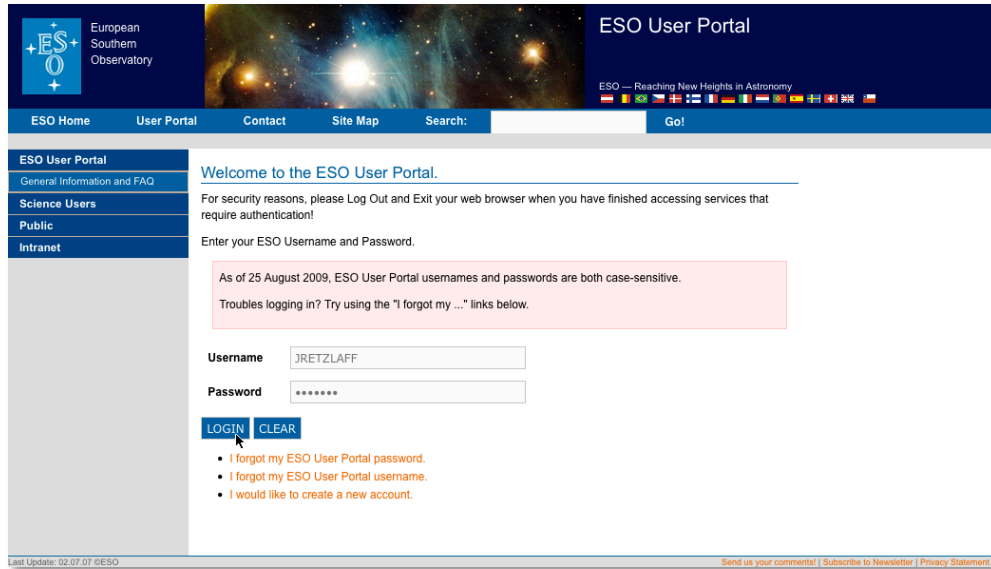 European
Southern
Observatory
ESO
ESO User Portal
ESO — Reaching New Heights in Astronomy
ESO Home User Portal Contact Site Map Search: Go!
ESO User Portal
General Information and FAQ
Science Users
Public
Intranet
Welcome to the ESO User Portal.
For security reasons, please Log Out and Exit your web browser when you have finished accessing services that
require authentication!
Enter your ESO Username and Password.
As of 25 August 2009, ESO User Portal usernames and passwords are both case-sensitive.
Troubles logging in? Try using the "I forgot my ..." links below.
Username JRETZLAFF
Password •••••••
LOGIN CLEAR
• I forgot my ESO User Portal password.
• I forgot my ESO User Portal username.
• I would like to create a new account.
Last Update: 02.07.07 ©ESO Send us your comments! | Subscribe to Newsletter | Privacy Statement